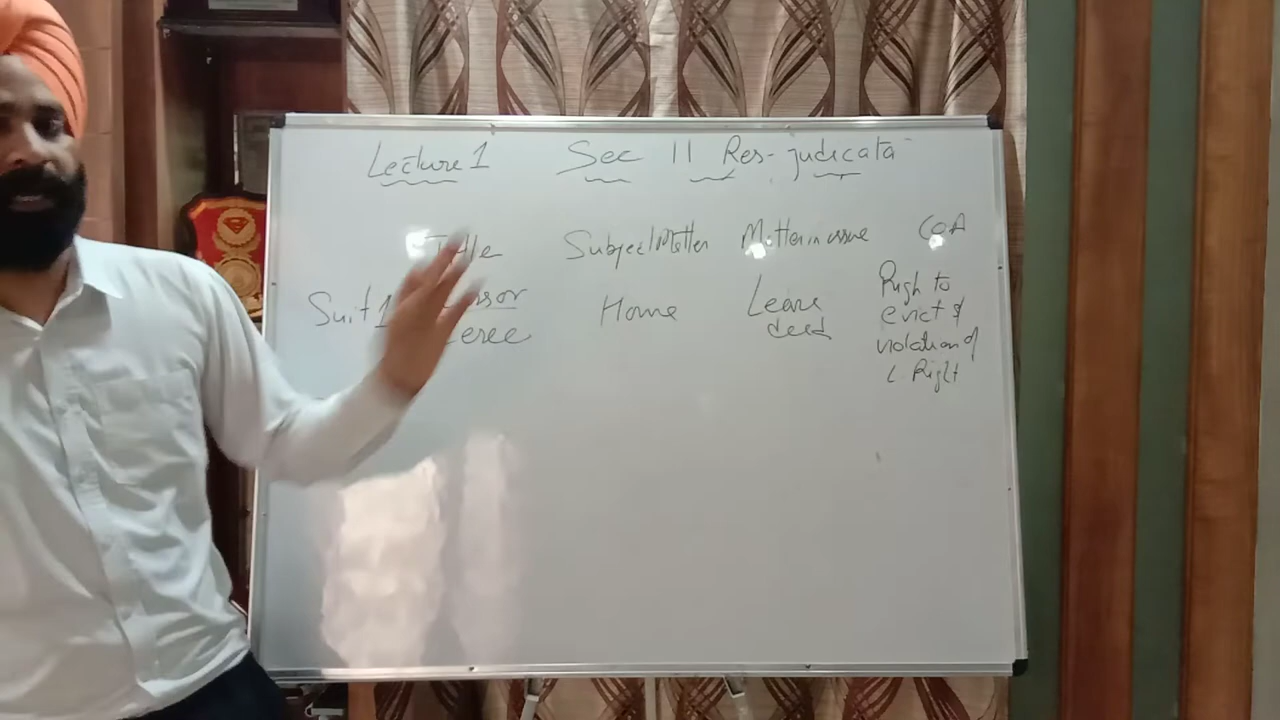 Lecture 1 Sec 11 Res-judicata
Title Subject Matter Matter in issue COA
Suit 1 Home Lease deed Right to evict & violation of Right